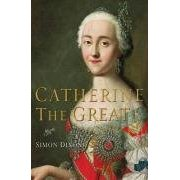 CATHERINE
THE GREAT
SIMON DIXON